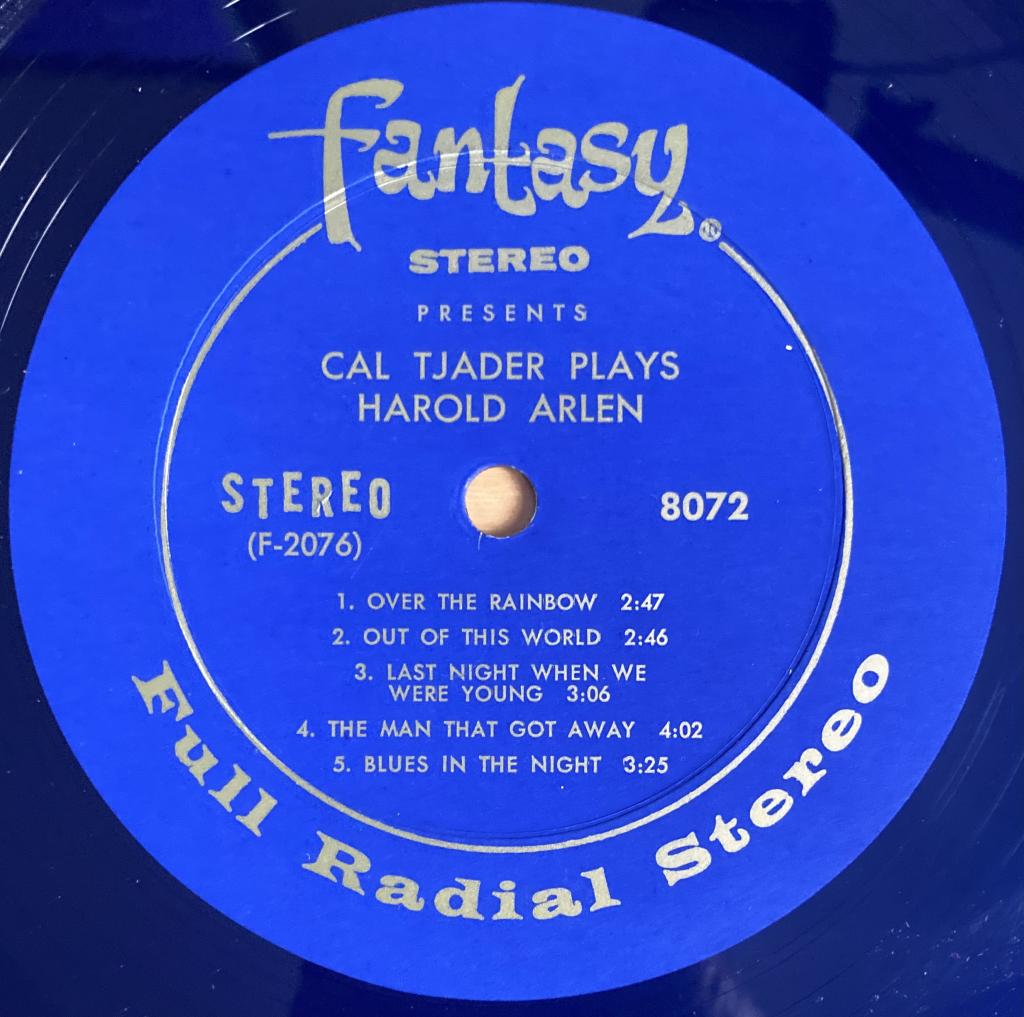 Fantasy®
STEREO
PRESENTS
CAL TJADER PLAYS
HAROLD ARLEN
STEREO
(F-2076)
8072
1. OVER THE RAINBOW 2:47
2. OUT OF THIS WORLD 2:46
3. LAST NIGHT WHEN WE
WERE YOUNG 3:06
4. THE MAN THAT GOT AWAY 4:02
5. BLUES IN THE NIGHT 3:25
Full Radial Stereo